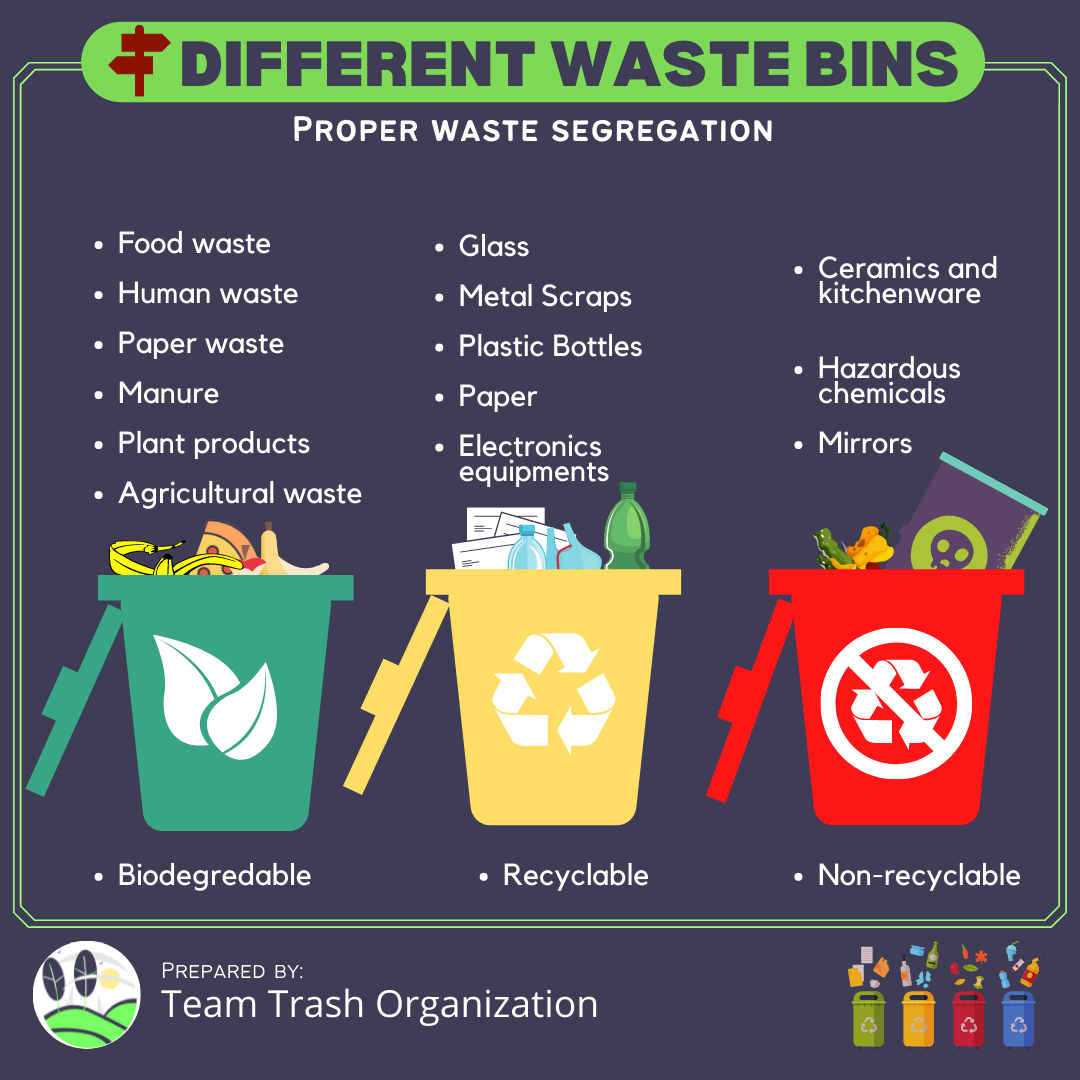 DIFFERENT WASTE BINS
PROPER WASTE SEGREGATION
• Food waste
• Human waste
• Paper waste
• Manure
• Plant products
• Agricultural waste
• Glass
• Metal Scraps
• Plastic Bottles
• Paper
• Electronics
equipments
• Ceramics and
kitchenware
• Hazardous
chemicals
• Mirrors
• Biodegredable
• Recyclable
• Non-recyclable
PREPARED BY:
Team Trash Organization